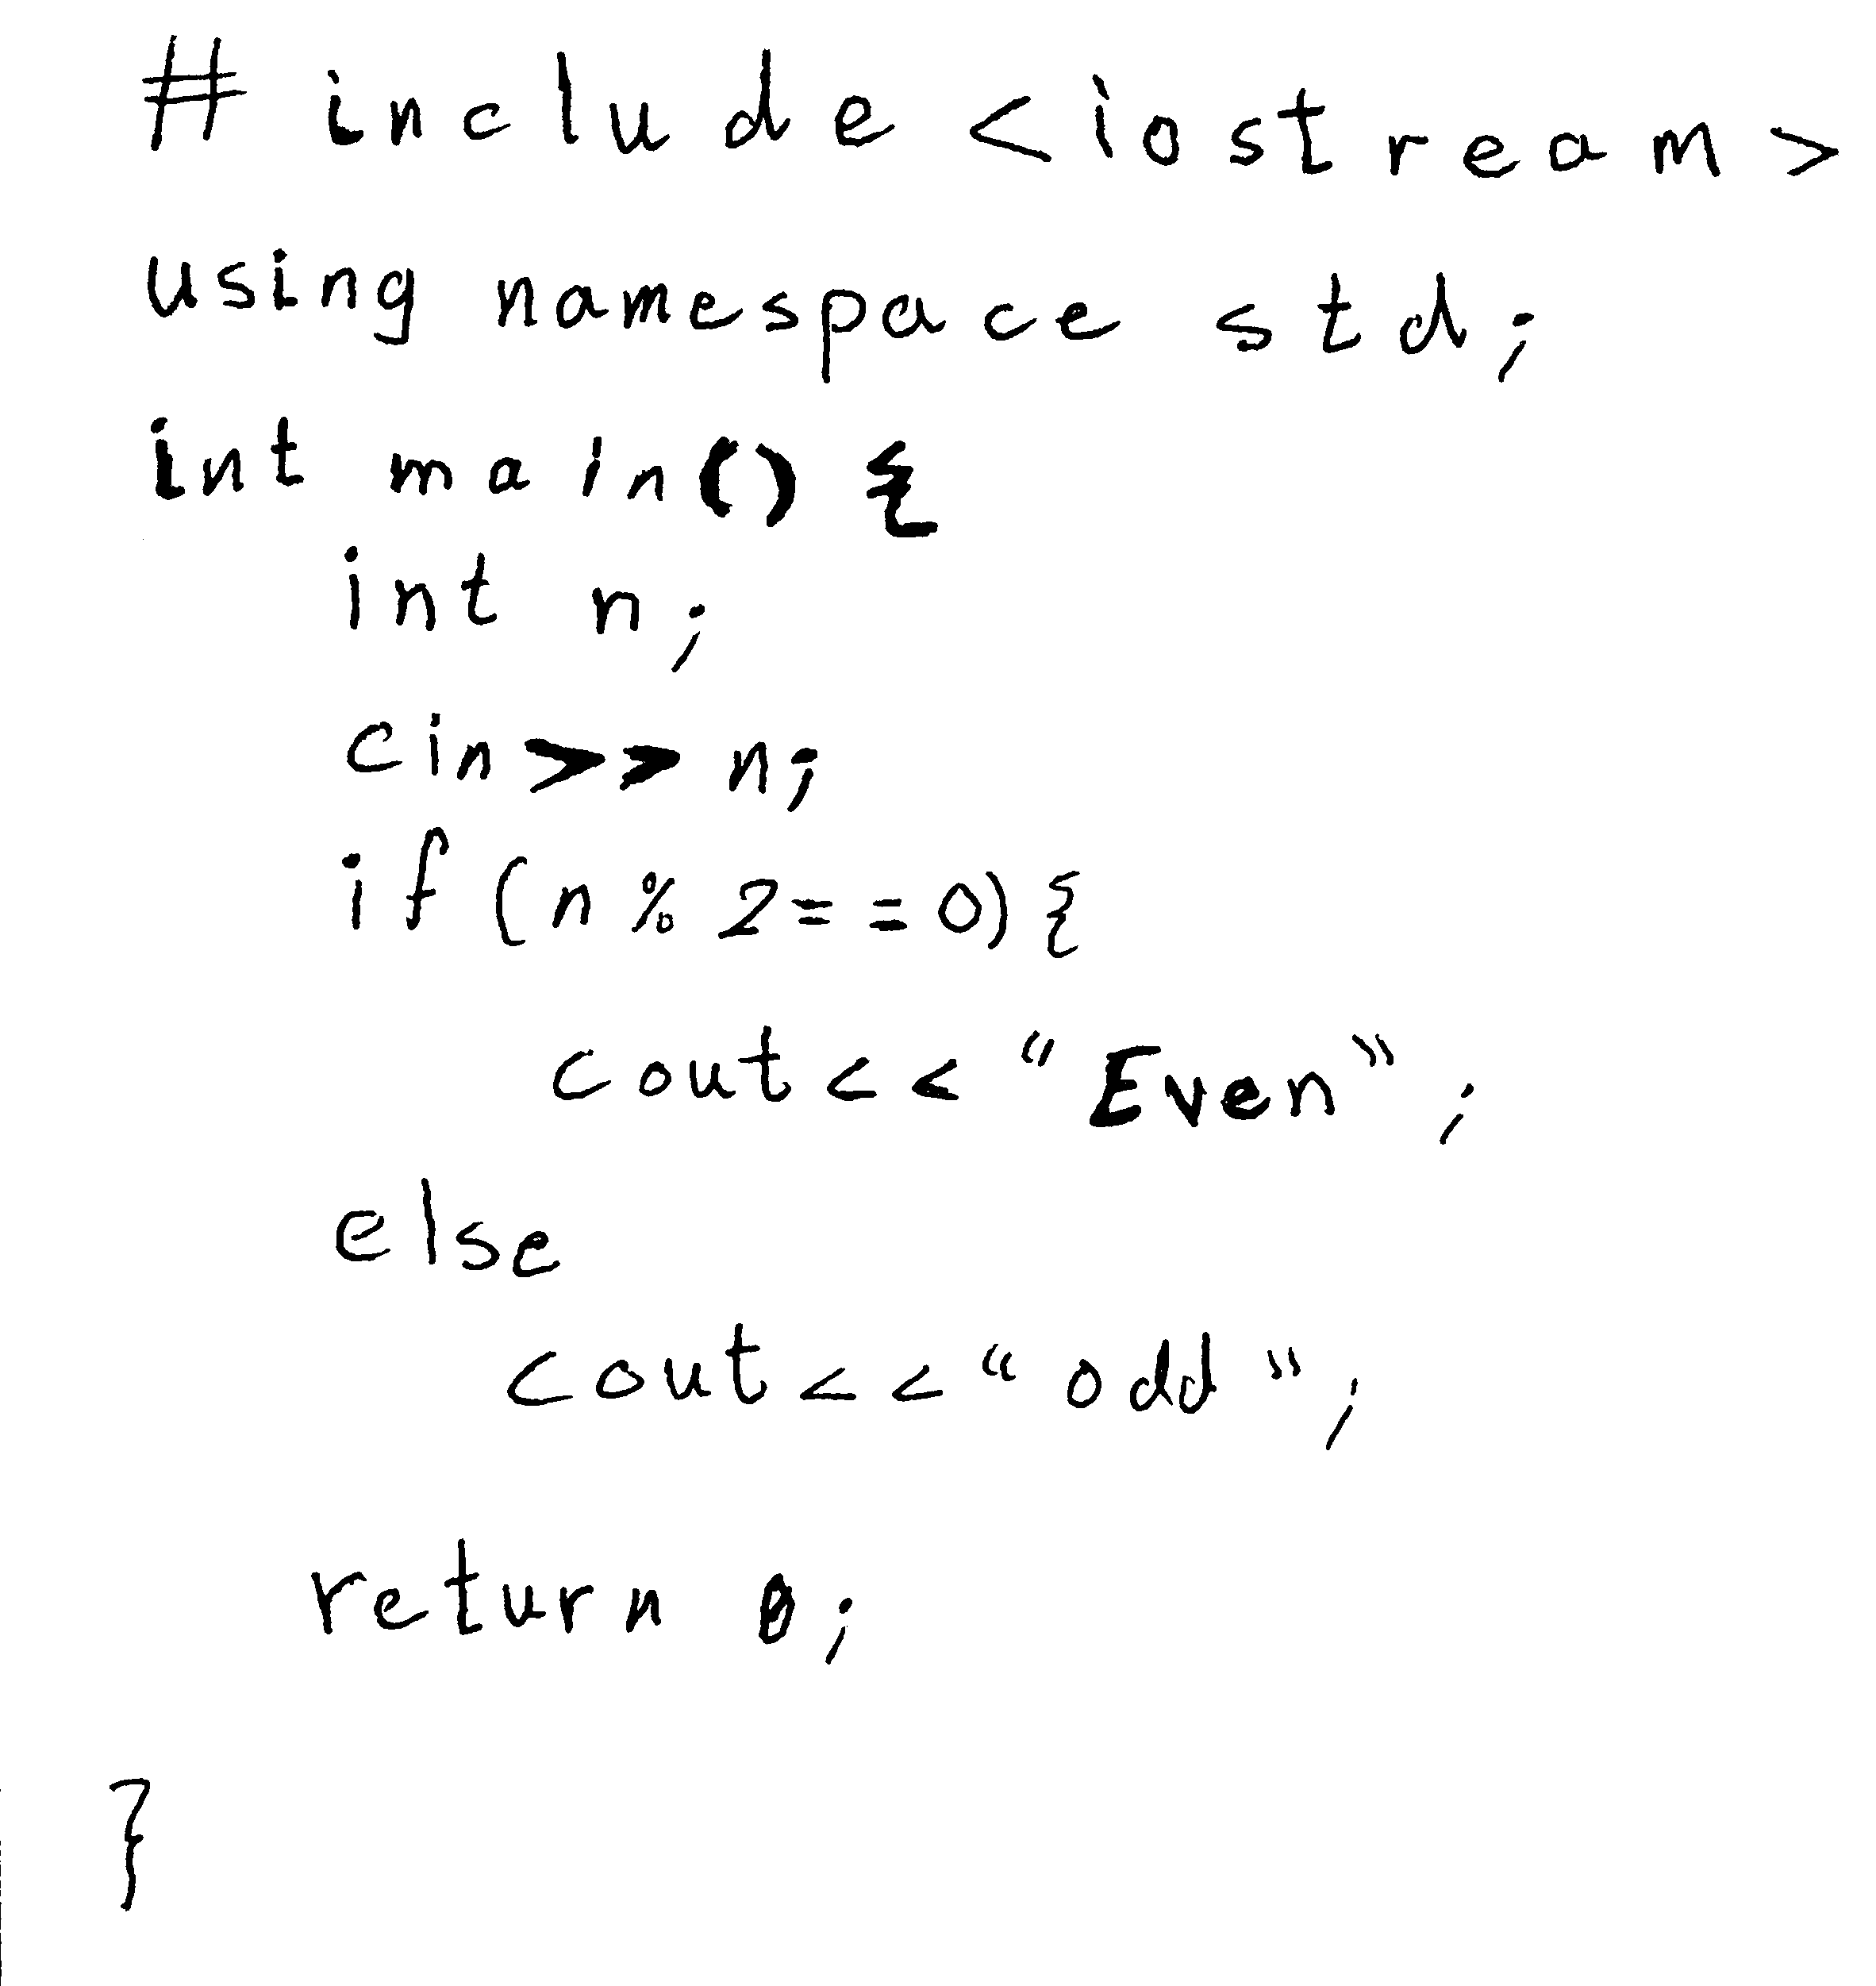 # include <iostream>
using namespace std;
int main() {
int n;
cin>> n;
if (n % 2==0) {
cout<< "Even";
else
cout<< "odd";
return 0;
}